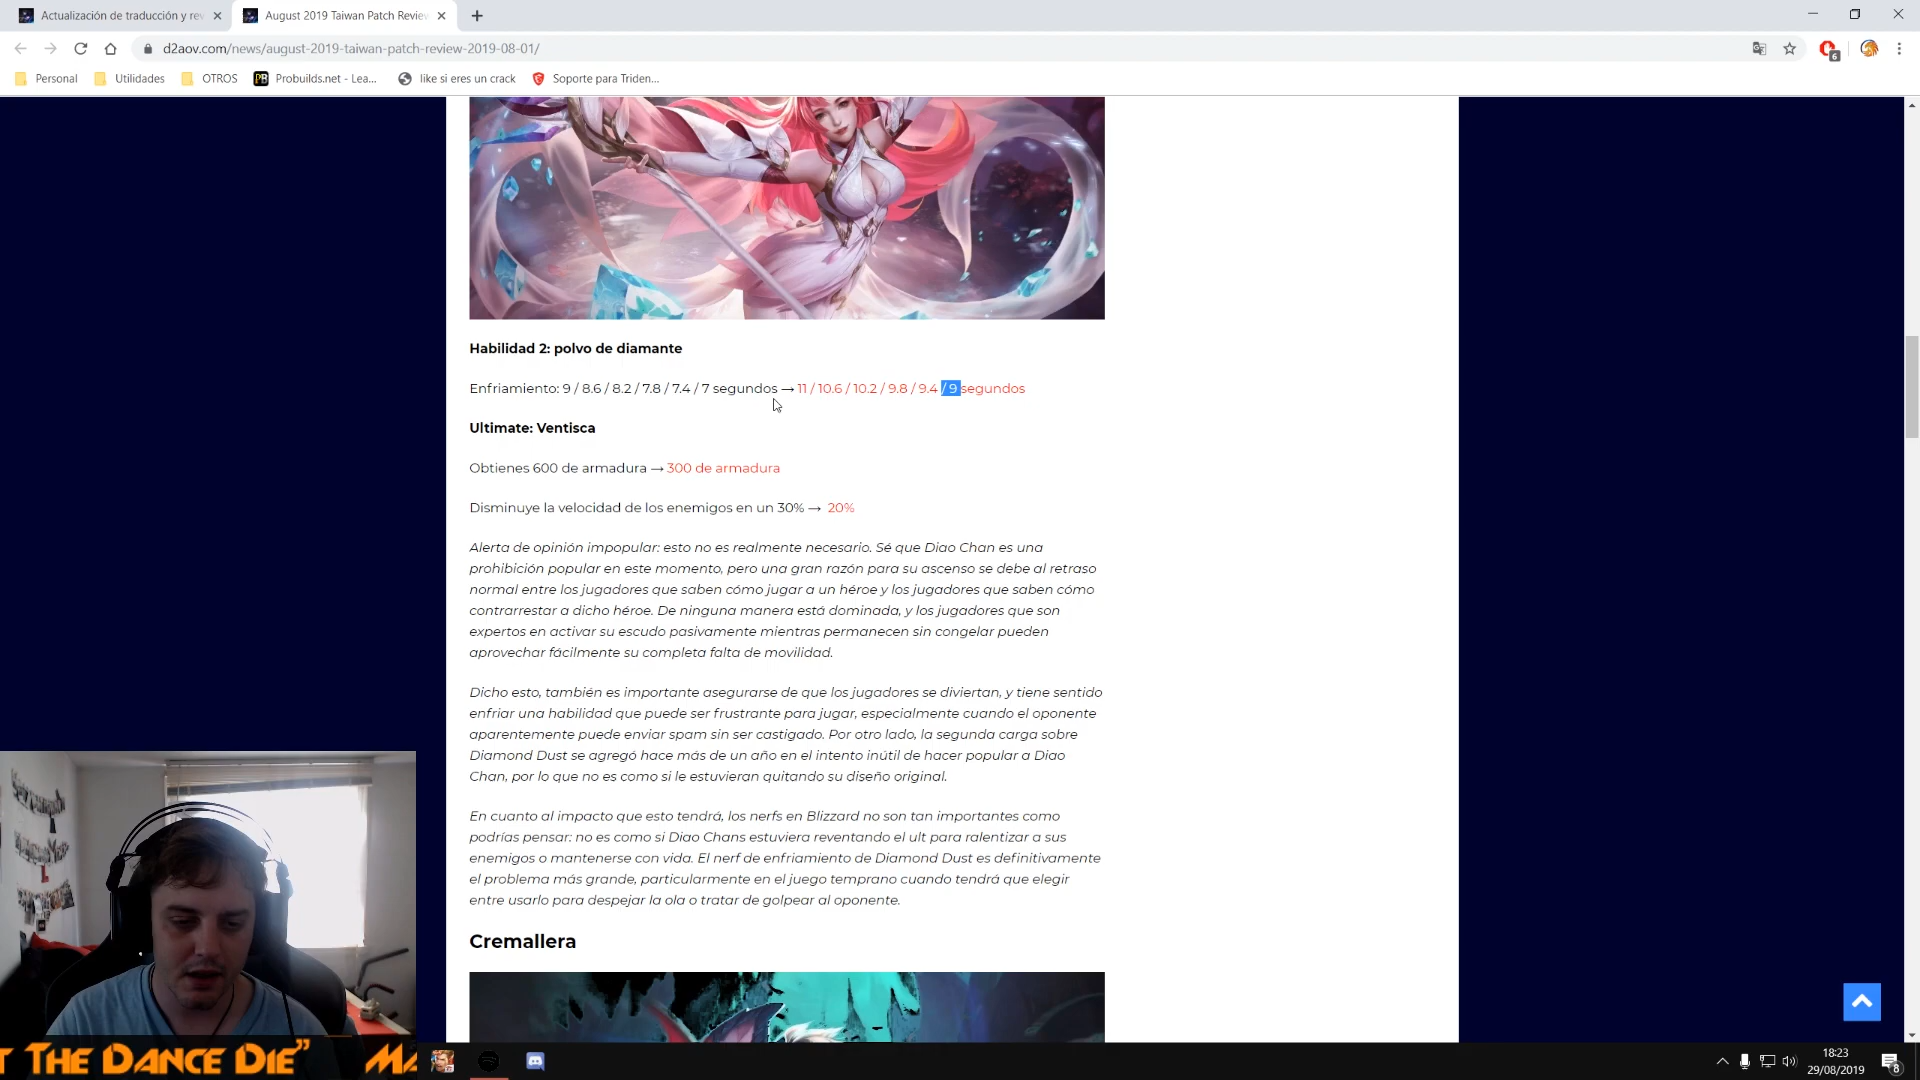 Actualización de traducción y rev
August 2019 Taiwan Patch Review
d2aov.com/news/august-2019-taiwan-patch-review-2019-08-01/
6
Personal
Utilidades
OTROS
PB
Probuilds.net - Lea...
like si eres un crack
Soporte para Triden...
Habilidad 2: polvo de diamante
Enfriamiento: 9 / 8.6 / 8.2 / 7.8 / 7.4 / 7 segundos → 11 / 10.6 / 10.2 / 9.8 / 9.4 / 9 segundos
Ultimate: Ventisca
Obtienes 600 de armadura → 300 de armadura
Disminuye la velocidad de los enemigos en un 30% → 20%
Alerta de opinión impopular: esto no es realmente necesario. Sé que Diao Chan es una
prohibición popular en este momento, pero una gran razón para su ascenso se debe al retraso
normal entre los jugadores que saben cómo jugar a un héroe y los jugadores que saben cómo
contrarrestar a dicho héroe. De ninguna manera está dominada, y los jugadores que son
expertos en activar su escudo pasivamente mientras permanecen sin congelar pueden
aprovechar fácilmente su completa falta de movilidad.
Dicho esto, también es importante asegurarse de que los jugadores se diviertan, y tiene sentido
enfriar una habilidad que puede ser frustrante para jugar, especialmente cuando el oponente
aparentemente puede enviar spam sin ser castigado. Por otro lado, la segunda carga sobre
Diamond Dust se agregó hace más de un año en el intento inútil de hacer popular a Diao
Chan, por lo que no es como si le estuvieran quitando su diseño original.
En cuanto al impacto que esto tendrá, los nerfs en Blizzard no son tan importantes como
podrías pensar: no es como si Diao Chans estuviera reventando el ult para ralentizar a sus
enemigos o mantenerse con vida. El nerf de enfriamiento de Diamond Dust es definitivamente
el problema más grande, particularmente en el juego temprano cuando tendrá que elegir
entre usarlo para despejar la ola o tratar de golpear al oponente.
Cremallera
T THE DANCE DIE" MA
18:23
29/08/2019
8